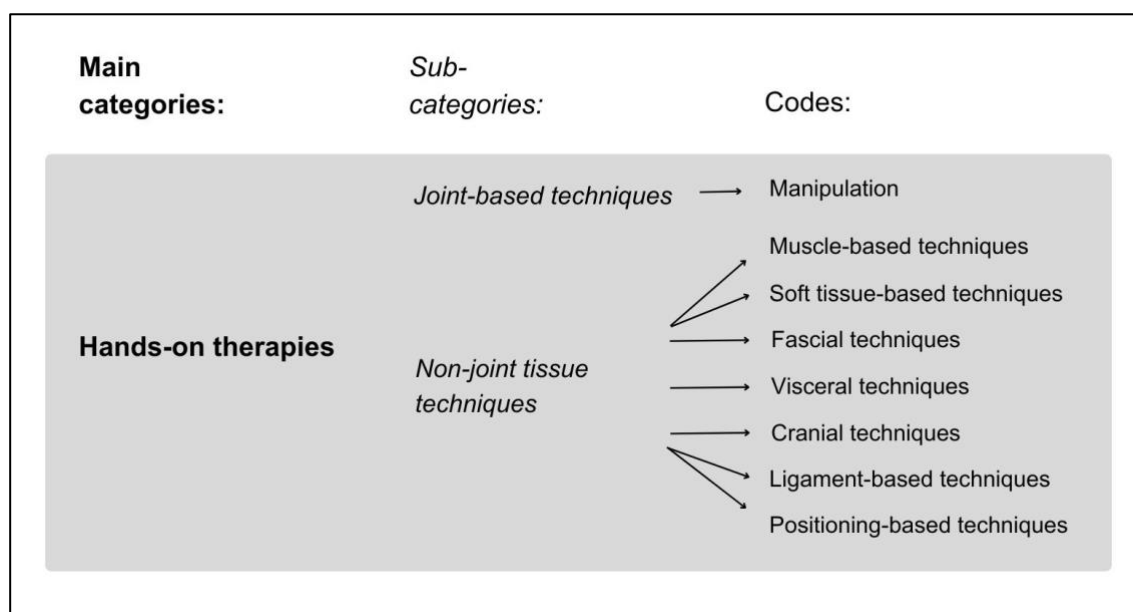 Main
categories:
Sub-
categories:
Codes:
Hands-on therapies
Joint-based techniques
Manipulation
Non-joint tissue
techniques
Muscle-based techniques
Soft tissue-based techniques
Fascial techniques
Visceral techniques
Cranial techniques
Ligament-based techniques
Positioning-based techniques